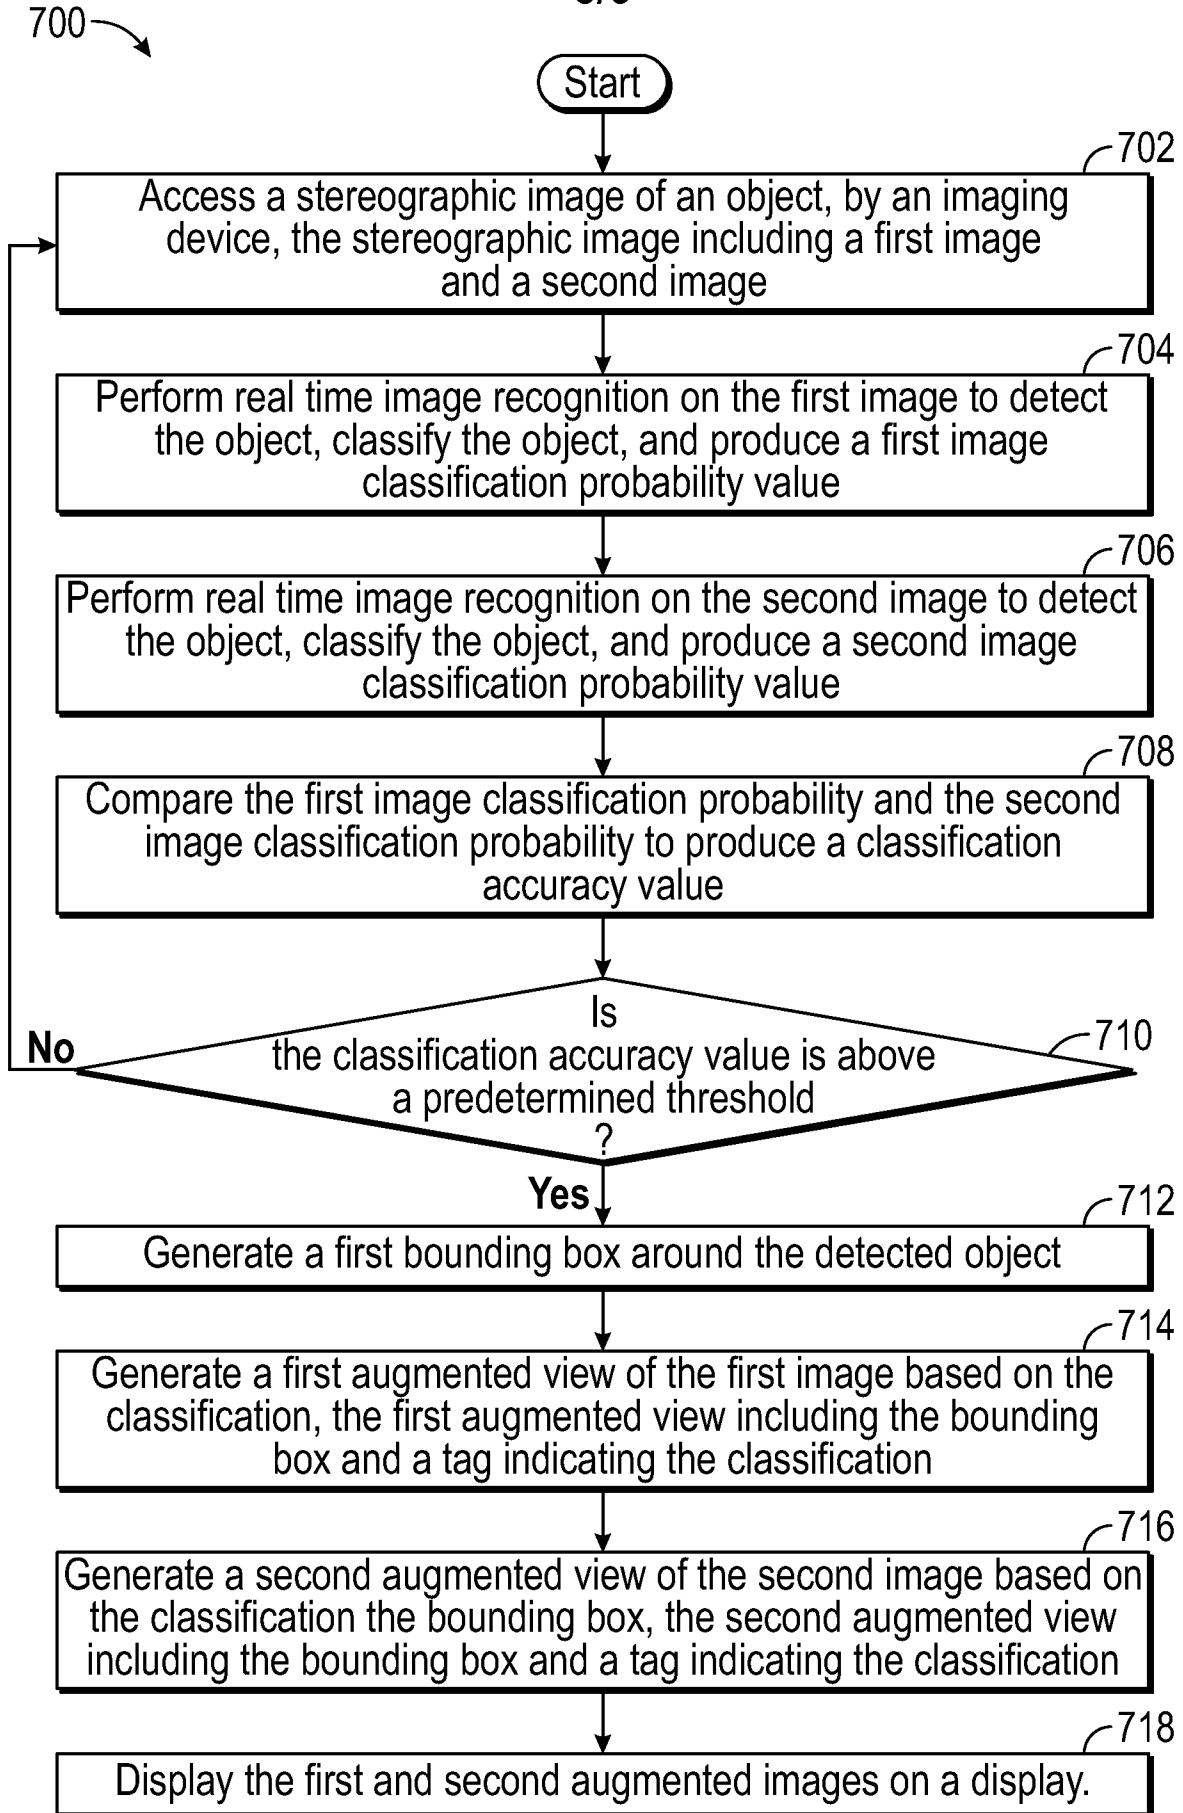 700
Start
702
Access a stereographic image of an object, by an imaging
device, the stereographic image including a first image
and a second image
704
Perform real time image recognition on the first image to detect
the object, classify the object, and produce a first image
classification probability value
706
Perform real time image recognition on the second image to detect
the object, classify the object, and produce a second image
classification probability value
708
Compare the first image classification probability and the second
image classification probability to produce a classification
accuracy value
710
Is
the classification accuracy value is above
a predetermined threshold
?
No
Yes
712
Generate a first bounding box around the detected object
714
Generate a first augmented view of the first image based on the
classification, the first augmented view including the bounding
box and a tag indicating the classification
716
Generate a second augmented view of the second image based on
the classification the bounding box, the second augmented view
including the bounding box and a tag indicating the classification
718
Display the first and second augmented images on a display.